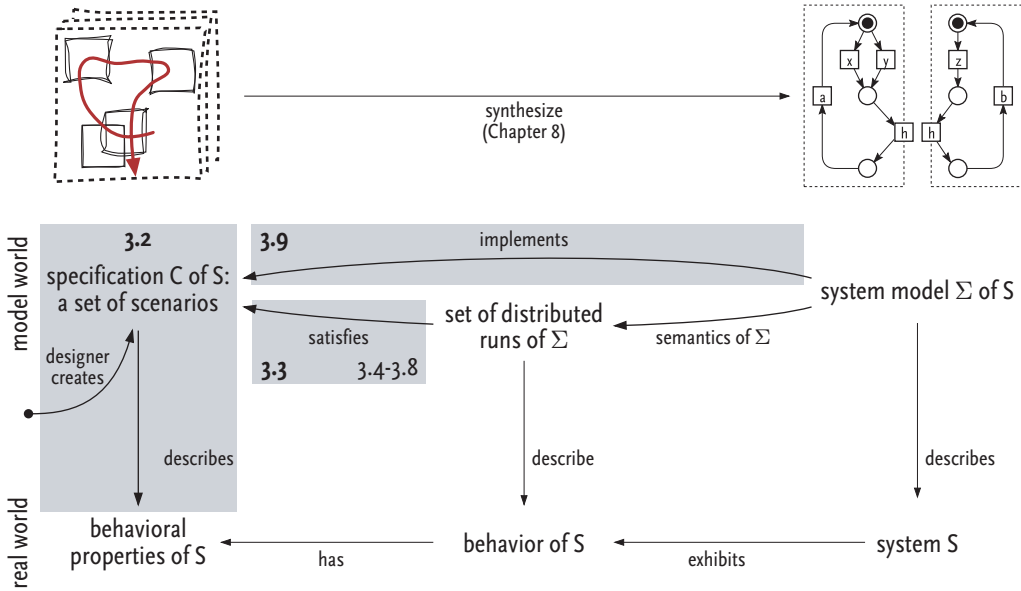 x
y
z
a
b
h
h
synthesize
(Chapter 8)
model world
3.2
specification C of S:
a set of scenarios
3.9
implements
system model Σ of S
set of distributed
runs of Σ
semantics of Σ
satisfies
3.3 3.4-3.8
designer
creates
describes
describe
describes
real world
behavioral
properties of S
has
behavior of S
exhibits
system S